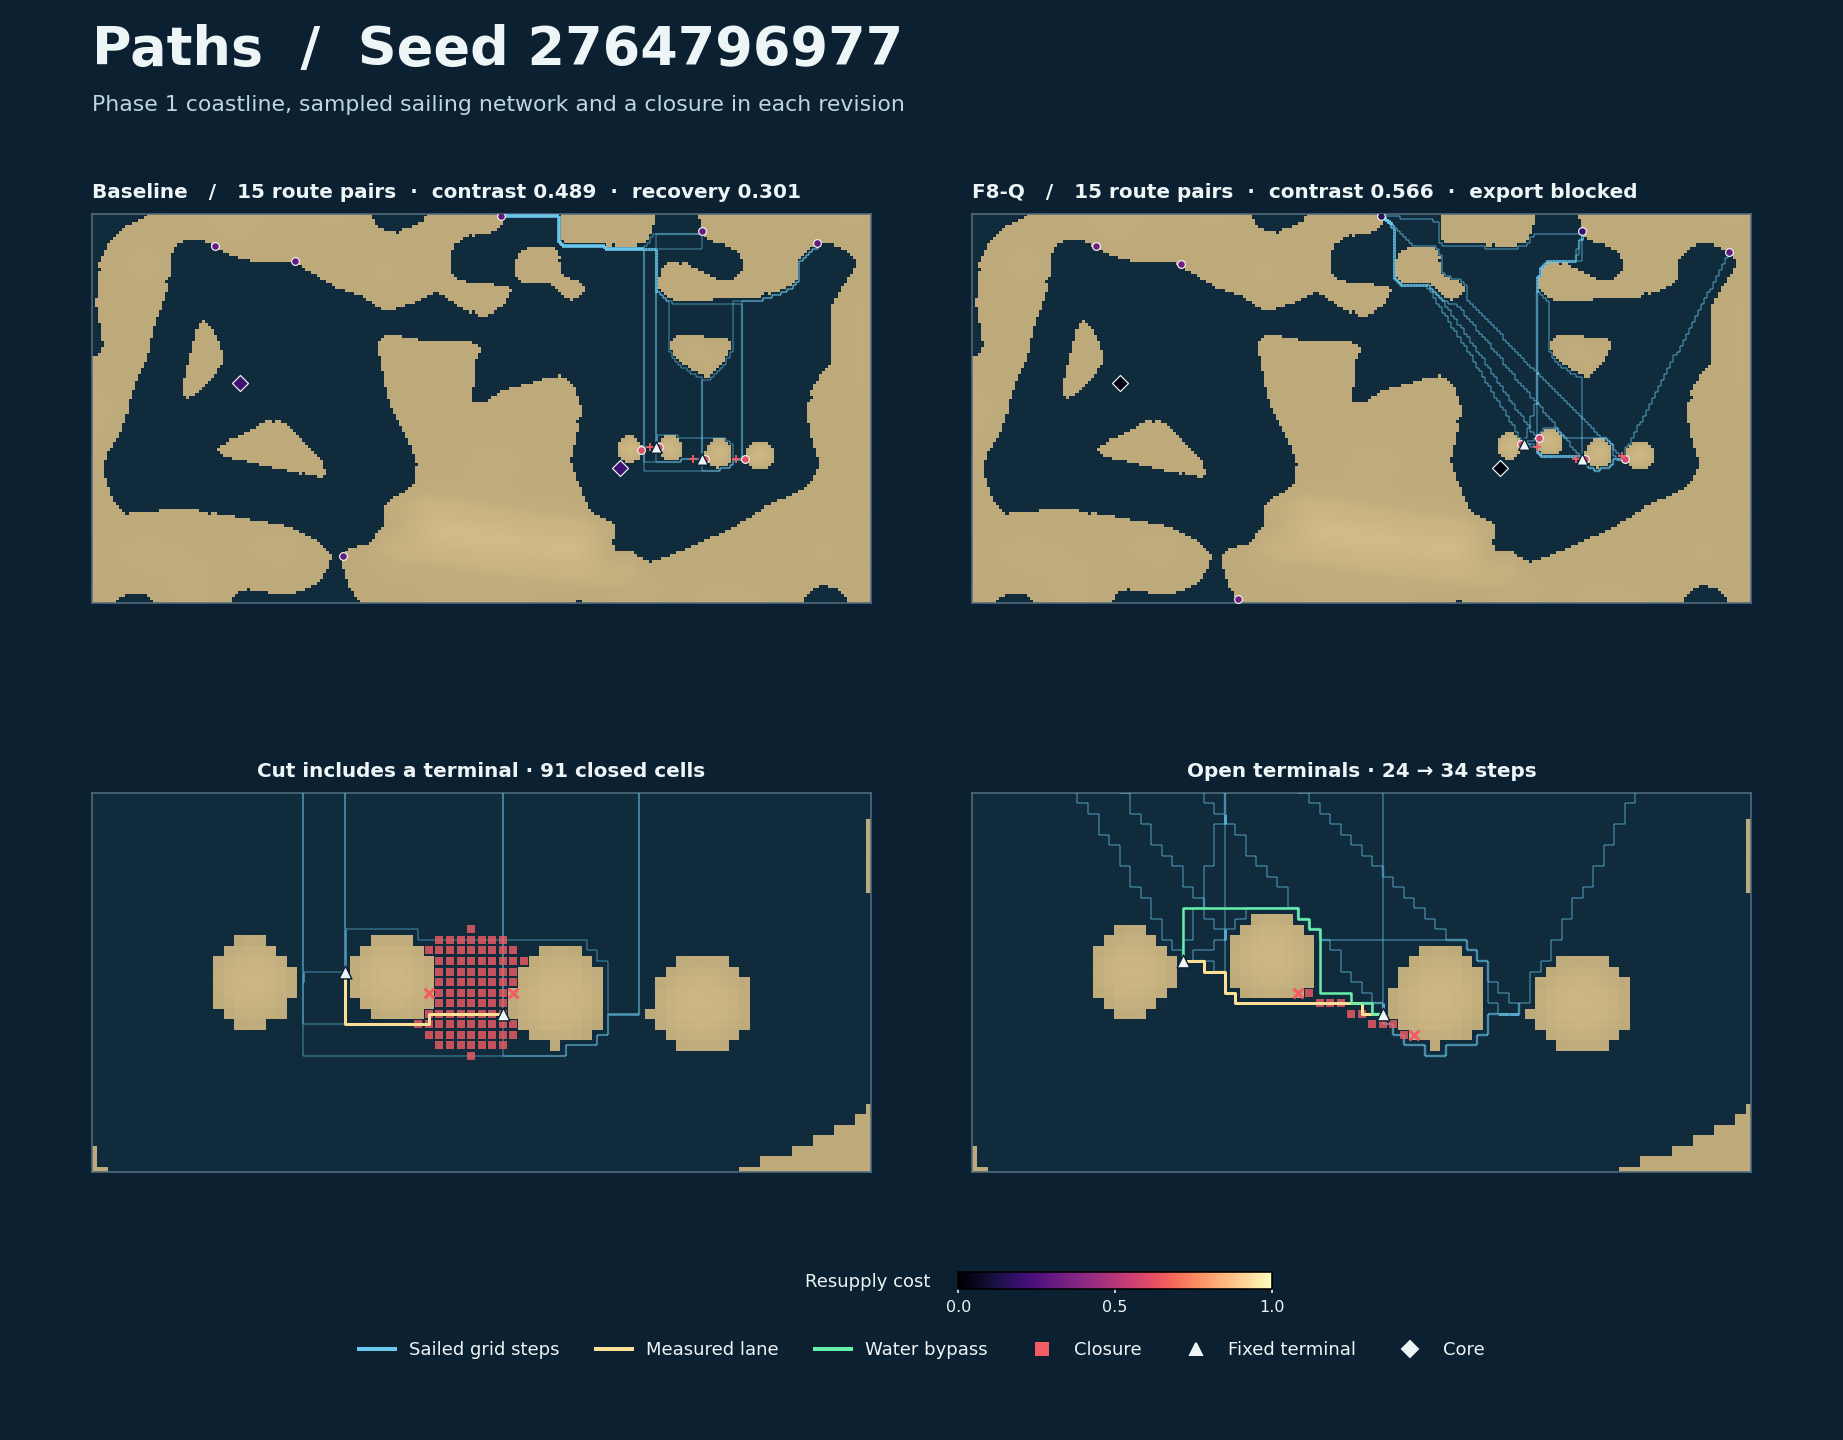 Paths / Seed 2764796977
Phase 1 coastline, sampled sailing network and a closure in each revision
Baseline / 15 route pairs · contrast 0.489 · recovery 0.301
F8-Q / 15 route pairs · contrast 0.566 · export blocked
Cut includes a terminal · 91 closed cells
Open terminals · 24 → 34 steps
Resupply cost
0.0 0.5 1.0
Sailed grid steps Measured lane Water bypass Closure Fixed terminal Core